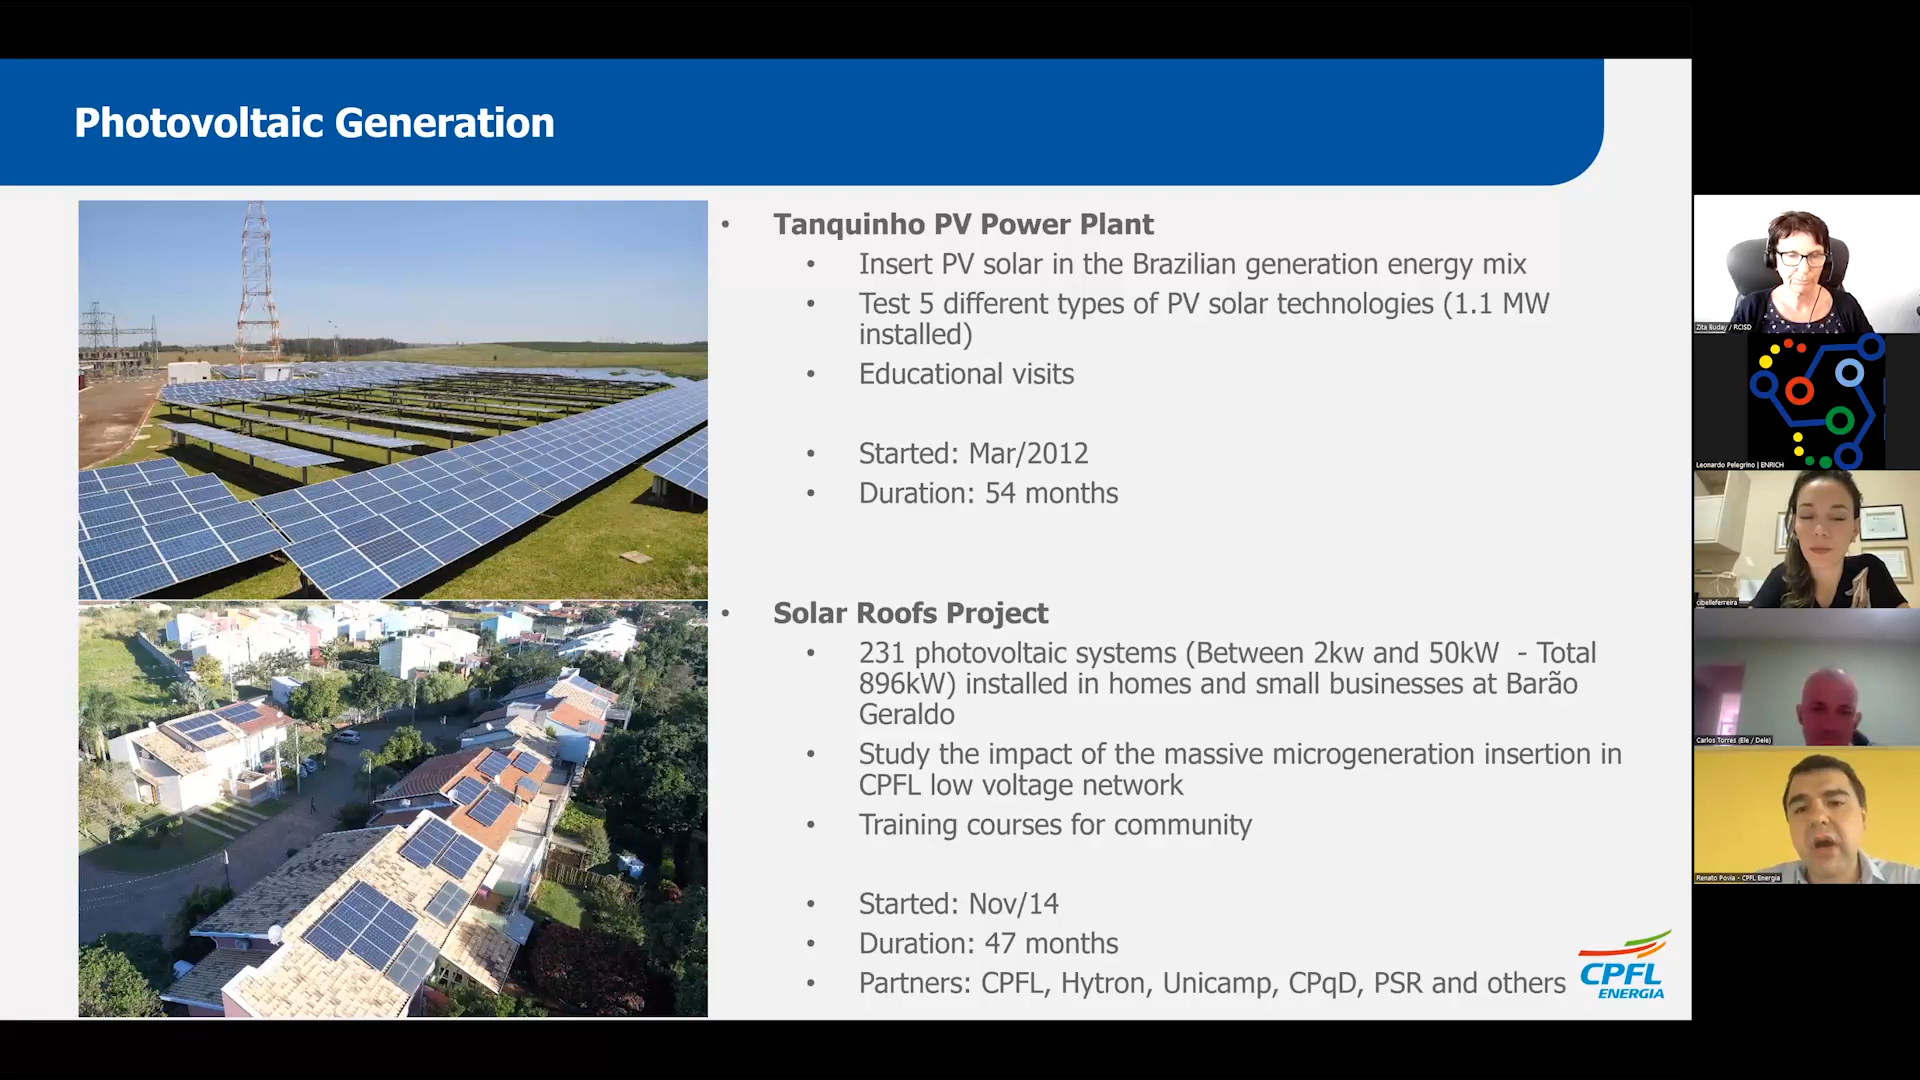 Photovoltaic Generation
• Tanquinho PV Power Plant
• Insert PV solar in the Brazilian generation energy mix
• Test 5 different types of PV solar technologies (1.1 MW
installed)
• Educational visits
• Started: Mar/2012
• Duration: 54 months
• Solar Roofs Project
• 231 photovoltaic systems (Between 2kw and 50kW - Total
896kW) installed in homes and small businesses at Barão
Geraldo
• Study the impact of the massive microgeneration insertion in
CPFL low voltage network
• Training courses for community
• Started: Nov/14
• Duration: 47 months
• Partners: CPFL, Hytron, Unicamp, CPqD, PSR and others
CPFL
ENERGIA
Zita Buday / RCISD
Leonardo Pelegrino | ENRICH
cibelleferreira
Carlos Torres (Ele / Dele)
Renato Povia - CPFL Energia